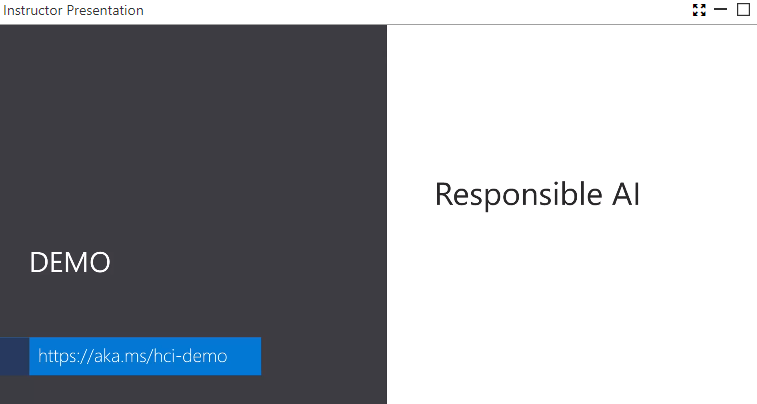 Instructor Presentation
DEMO
https://aka.ms/hci-demo
Responsible AI